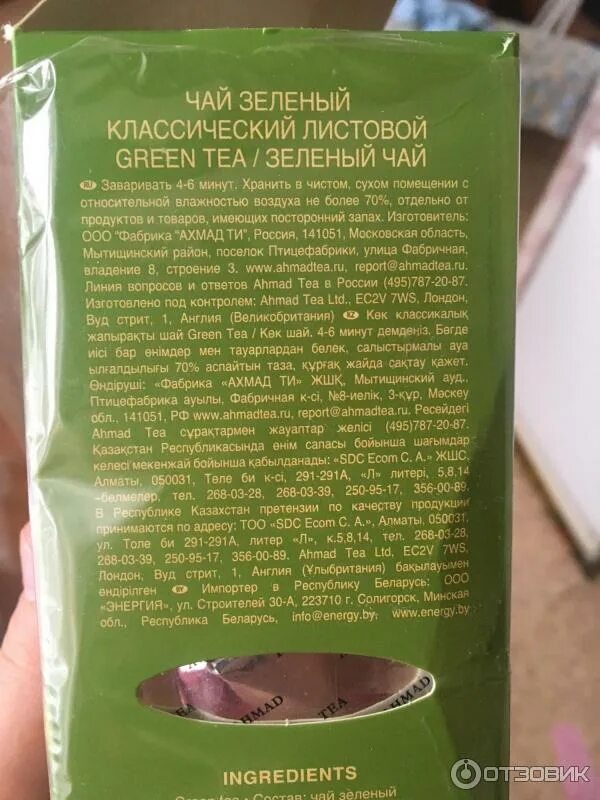 ЧАЙ ЗЕЛЕНЫЙ
КЛАССИЧЕСКИЙ ЛИСТОВОЙ
GREEN TEA / ЗЕЛЕНЫЙ ЧАЙ
RU Заваривать 4-6 минут. Хранить в чистом, сухом помещении с
относительной влажностью воздуха не более 70%, отдельно от
продуктов и товаров, имеющих посторонний запах. Изготовитель:
ООО "Фабрика "АХМАД ТИ", Россия, 141051, Московская область,
Мытищинский район, поселок Птицефабрики, улица Фабричная,
владение 8, строение 3. www.ahmadtea.ru, report@ahmadtea.ru.
Линия вопросов и ответов Ahmad Tea в России (495)787-20-87.
Изготовлено под контролем: Ahmad Tea Ltd., EC2V 7WS, Лондон,
Вуд стрит, 1, Англия (Великобритания) KZ Көк классикалық
жапырақты шай Green Tea / Көк шай. 4-6 минут демдеңіз. Бөгде
иісі бар өнімдер мен тауарлардан бөлек, салыстырмалы ауа
ылғалдылығы 70% аспайтын таза, құрғақ жайда сақтау қажет.
Өндіруші: «Фабрика «АХМАД ТИ» ЖШҚ, Мытищинский ауд.,
Птицефабрика ауылы, Фабричная к-сі, №8-иелік, 3-құр, Мәскеу
обл., 141051, РФ www.ahmadtea.ru, report@ahmadtea.ru. Ресейдегі
Ahmad Tea сұрақтармен жауаптар желісі (495)787-20-87.
Қазақстан Республикасында өнім сапасы бойынша шағымдар
келесі мекенжай бойынша қабылданады: «SDC Ecom C. A.» ЖШС,
Алматы, 050031, Төле би к-сі, 291-291А, «Л» литері, 5,8,14
-бөлмелер, тел. 268-03-28, 268-03-39, 250-95-17, 356-00-89.
В Республике Казахстан претензии по качеству продукции
принимаются по адресу: ТОО «SDC Ecom C. A.», Алматы, 050031,
ул. Толе би 291-291А, литер «Л», к.5,8,14, тел. 268-03-28,
268-03-39, 250-95-17, 356-00-89. Ahmad Tea Ltd, EC2V 7WS,
Лондон, Вуд стрит, 1, Англия (Ұлыбритания) бақылауымен
өндірілген BY Импортер в Республику Беларусь: ООО
«ЭНЕРГИЯ», ул. Строителей 30-А, 223710 г. Солигорск, Минская
обл., Республика Беларусь, info@energy.by, www.energy.by
AHMAD
TEA
AHMAD
TEA
AHMAD
INGREDIENTS
Green tea • Состав: чай зеленый
ОТЗОВИК